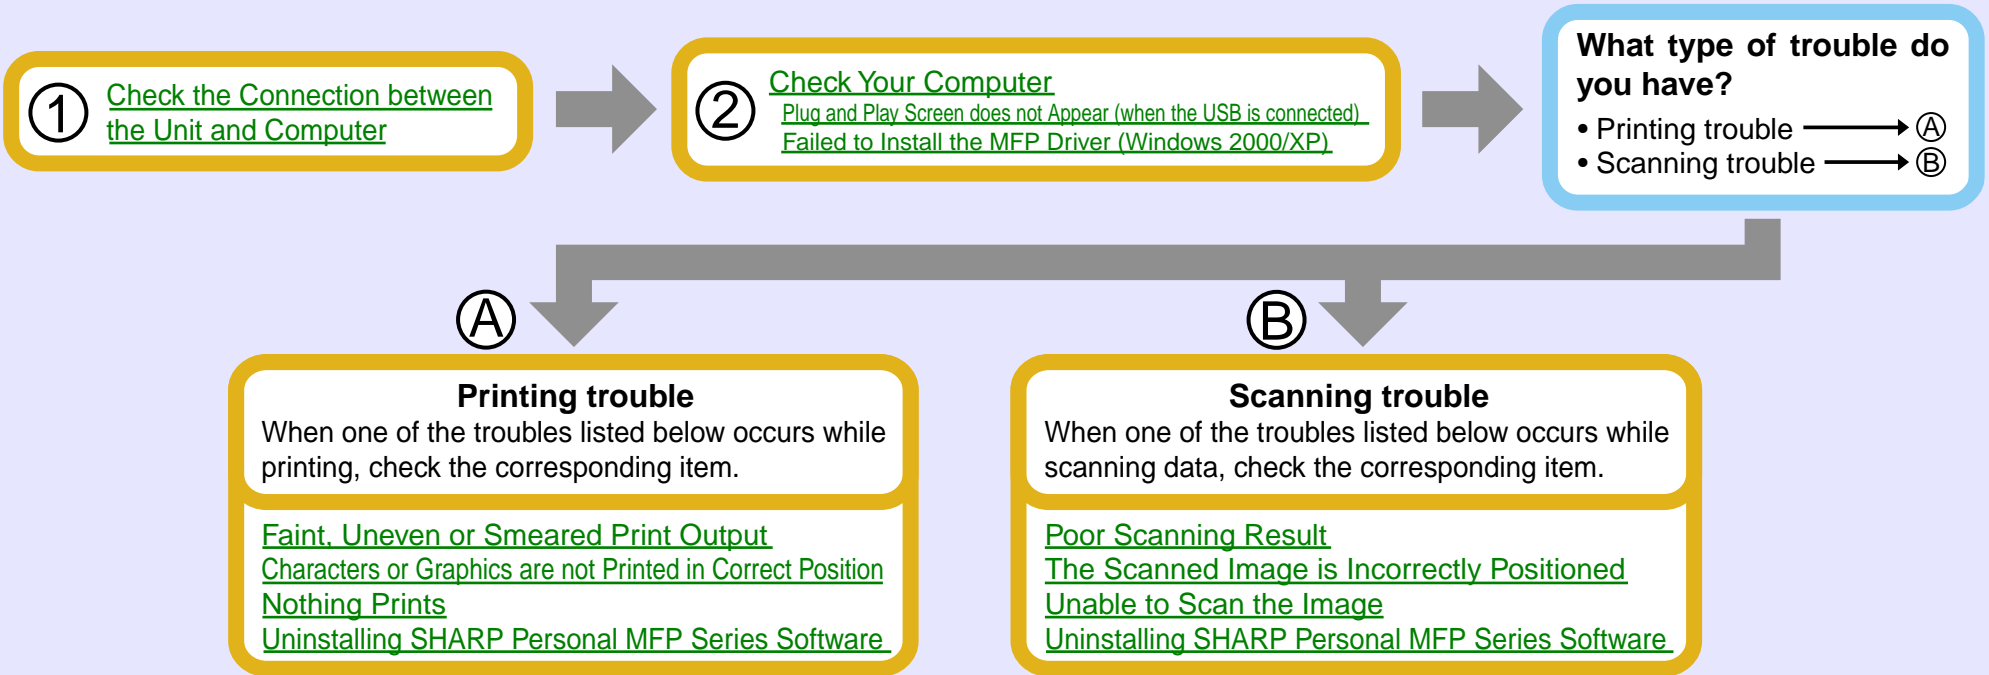 ① Check the Connection between
the Unit and Computer
② Check Your Computer
Plug and Play Screen does not Appear (when the USB is connected)
Failed to Install the MFP Driver (Windows 2000/XP)
What type of trouble do
you have?
• Printing trouble → Ⓐ
• Scanning trouble → Ⓑ
Ⓐ
Printing trouble
When one of the troubles listed below occurs while
printing, check the corresponding item.
Faint, Uneven or Smeared Print Output
Characters or Graphics are not Printed in Correct Position
Nothing Prints
Uninstalling SHARP Personal MFP Series Software
Ⓑ
Scanning trouble
When one of the troubles listed below occurs while
scanning data, check the corresponding item.
Poor Scanning Result
The Scanned Image is Incorrectly Positioned
Unable to Scan the Image
Uninstalling SHARP Personal MFP Series Software